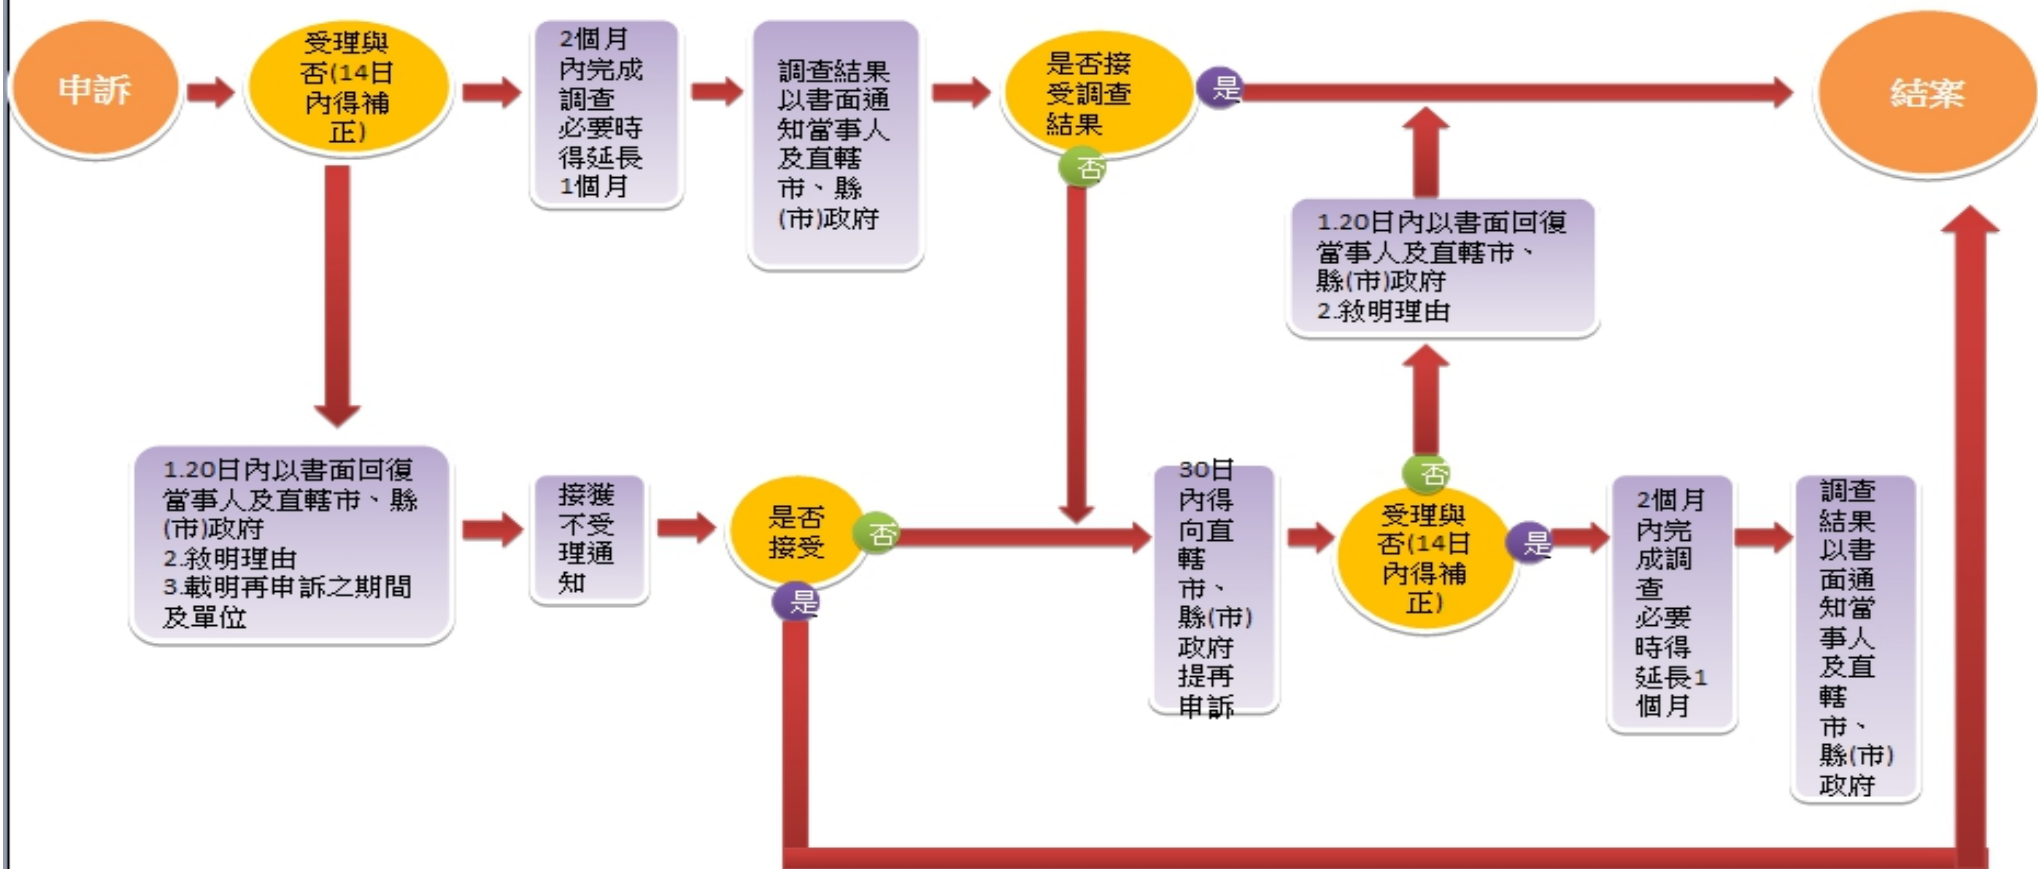 申訴
受理與
否(14日
內得補
正)
2個月
內完成
調查
必要時
得延長
1個月
調查結果
以書面通
知當事人
及直轄
市、縣
(市)政府
是否接
受調查
結果
是
否
結案
1.20日內以書面回復
當事人及直轄市、
縣(市)政府
2.敘明理由
1.20日內以書面回復
當事人及直轄市、縣
(市)政府
2.敘明理由
3.載明再申訴之期間
及單位
接獲
不受
理通
知
是否
接受
否
是
30日
內得
向直
轄
市、
縣(市)
政府
提再
申訴
否
受理與
否(14日
內得補
正)
是
2個月
內完
成調
查
必要
時得
延長1
個月
調查
結果
以書
面通
知當
事人
及直
轄
市、
縣(市)
政府